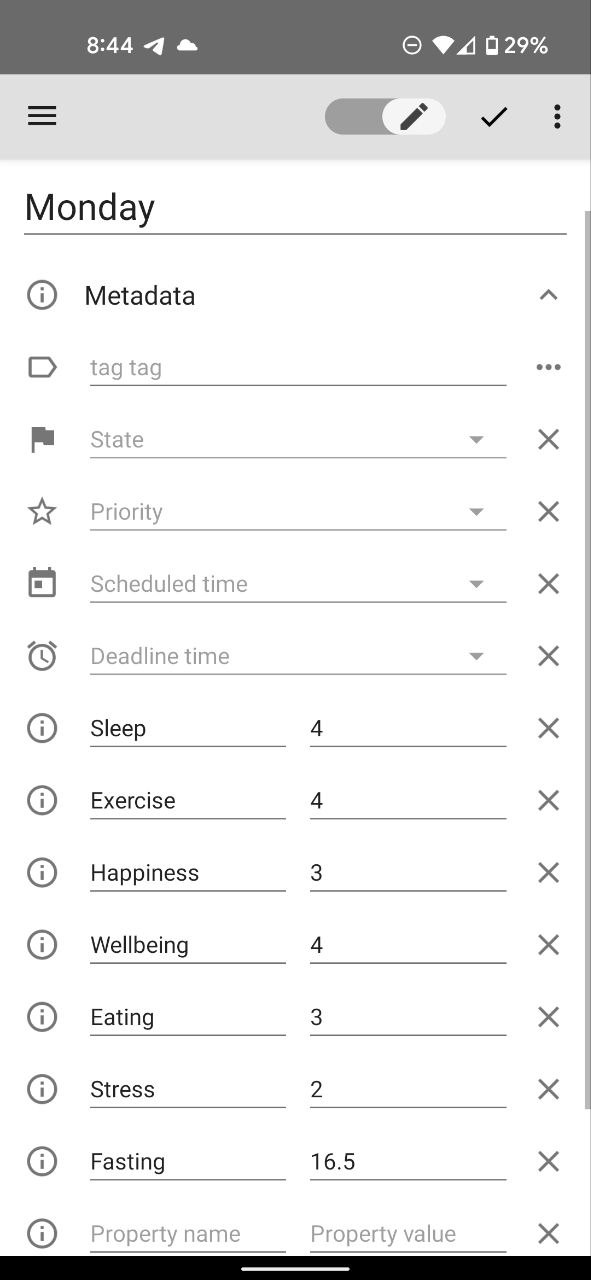 8:44 29%
Monday
Metadata
tag tag
State
Priority
Scheduled time
Deadline time
Sleep 4
Exercise 4
Happiness 3
Wellbeing 4
Eating 3
Stress 2
Fasting 16.5
Property name Property value